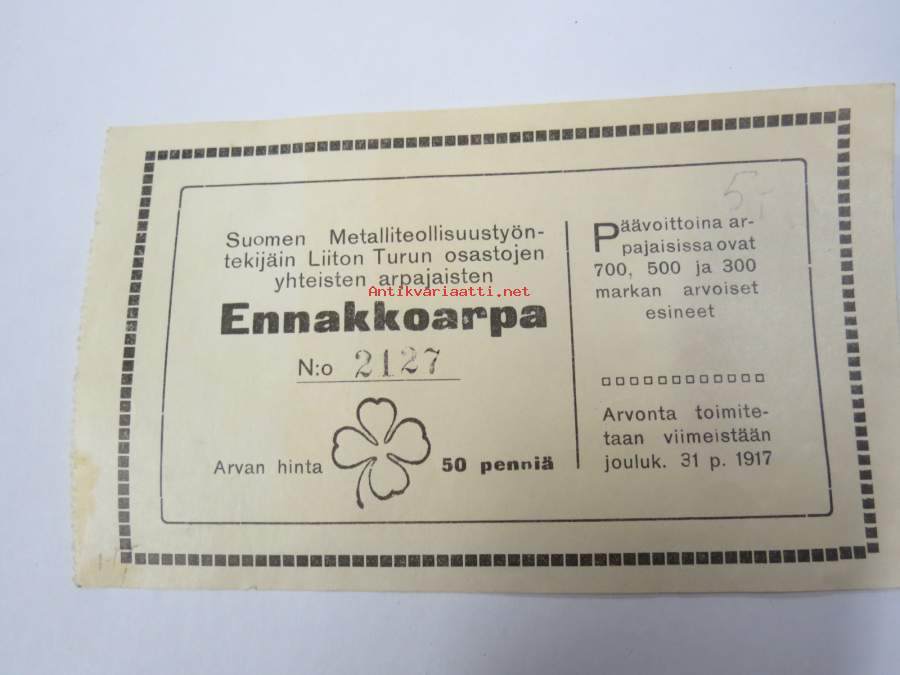 Suomen Metalliteollisuustyön-
tekijäin Liiton Turun osastojen
yhteisten arpajaisten
Antikvariaatti.net
Ennakkoarpa
N:o 2127
Arvan hinta 50 penniä
5,-
Päävoittoina ar-
pajaisissa ovat
700, 500 ja 300
markan arvoiset
esineet
Arvonta toimite-
taan viimeistään
jouluk. 31 p. 1917